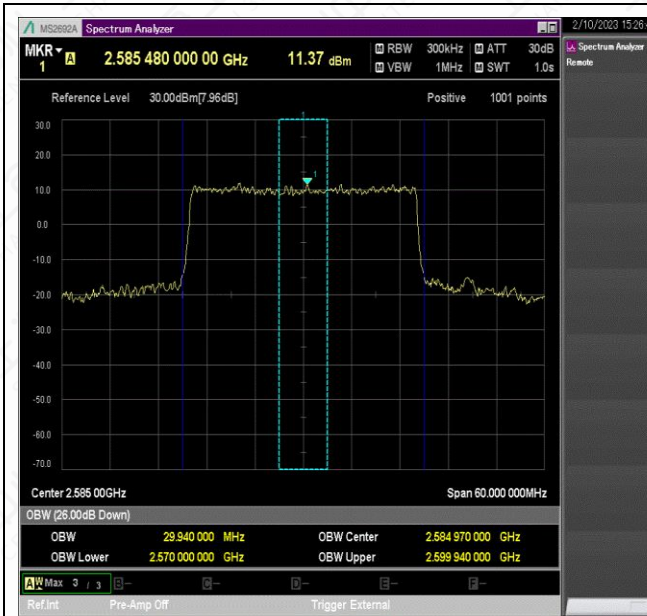 MS2692A Spectrum Analyzer
2/10/2023 15:26:
MKR 1 A 2.585 480 000 00 GHz 11.37 dBm
RBW 300kHz ATT 30dB
VBW 1MHz SWT 1.0s
Spectrum Analyzer
Remote
Reference Level 30.00dBm[7.96dB] Positive 1001 points
30.0
20.0
10.0
0.0
-10.0
-20.0
-30.0
-40.0
-50.0
-60.0
-70.0
1
Center 2.585 00GHz Span 60.000 000MHz
OBW (26.00dB Down)
OBW 29.940 000 MHz OBW Center 2.584 970 000 GHz
OBW Lower 2.570 000 000 GHz OBW Upper 2.599 940 000 GHz
A Max 3 / 3 B- C- D- E- F-
Ref.Int Pre-Amp Off Trigger External